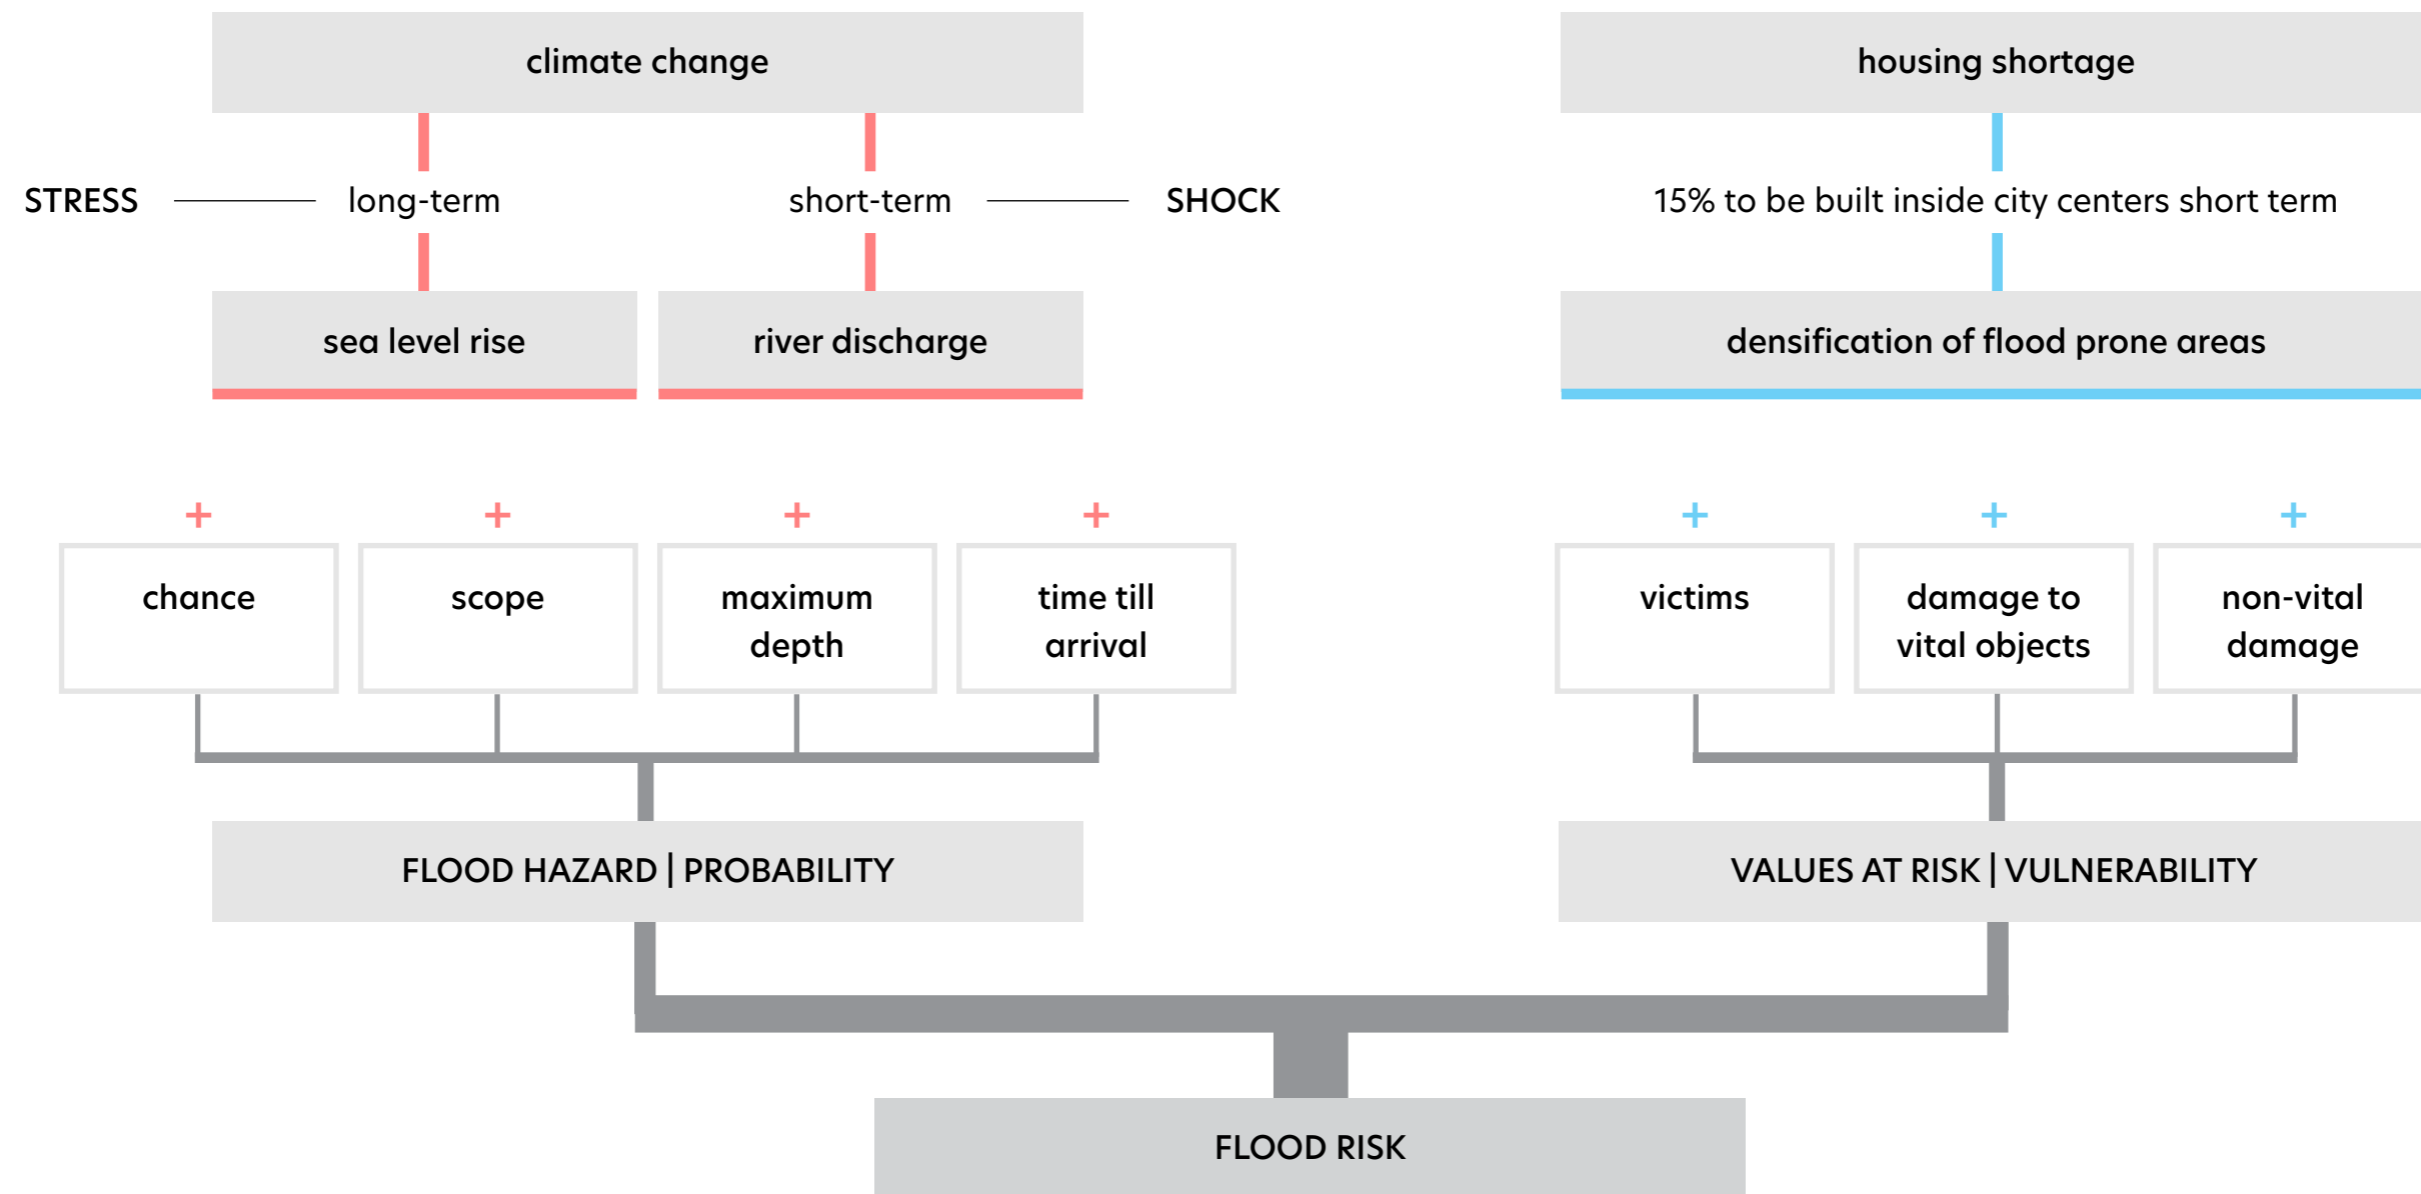 climate change
housing shortage
STRESS
long-term
short-term
SHOCK
15% to be built inside city centers short term
sea level rise
river discharge
densification of flood prone areas
+
+
+
+
+
+
+
chance
scope
maximum
depth
time till
arrival
victims
damage to
vital objects
non-vital
damage
FLOOD HAZARD | PROBABILITY
VALUES AT RISK | VULNERABILITY
FLOOD RISK